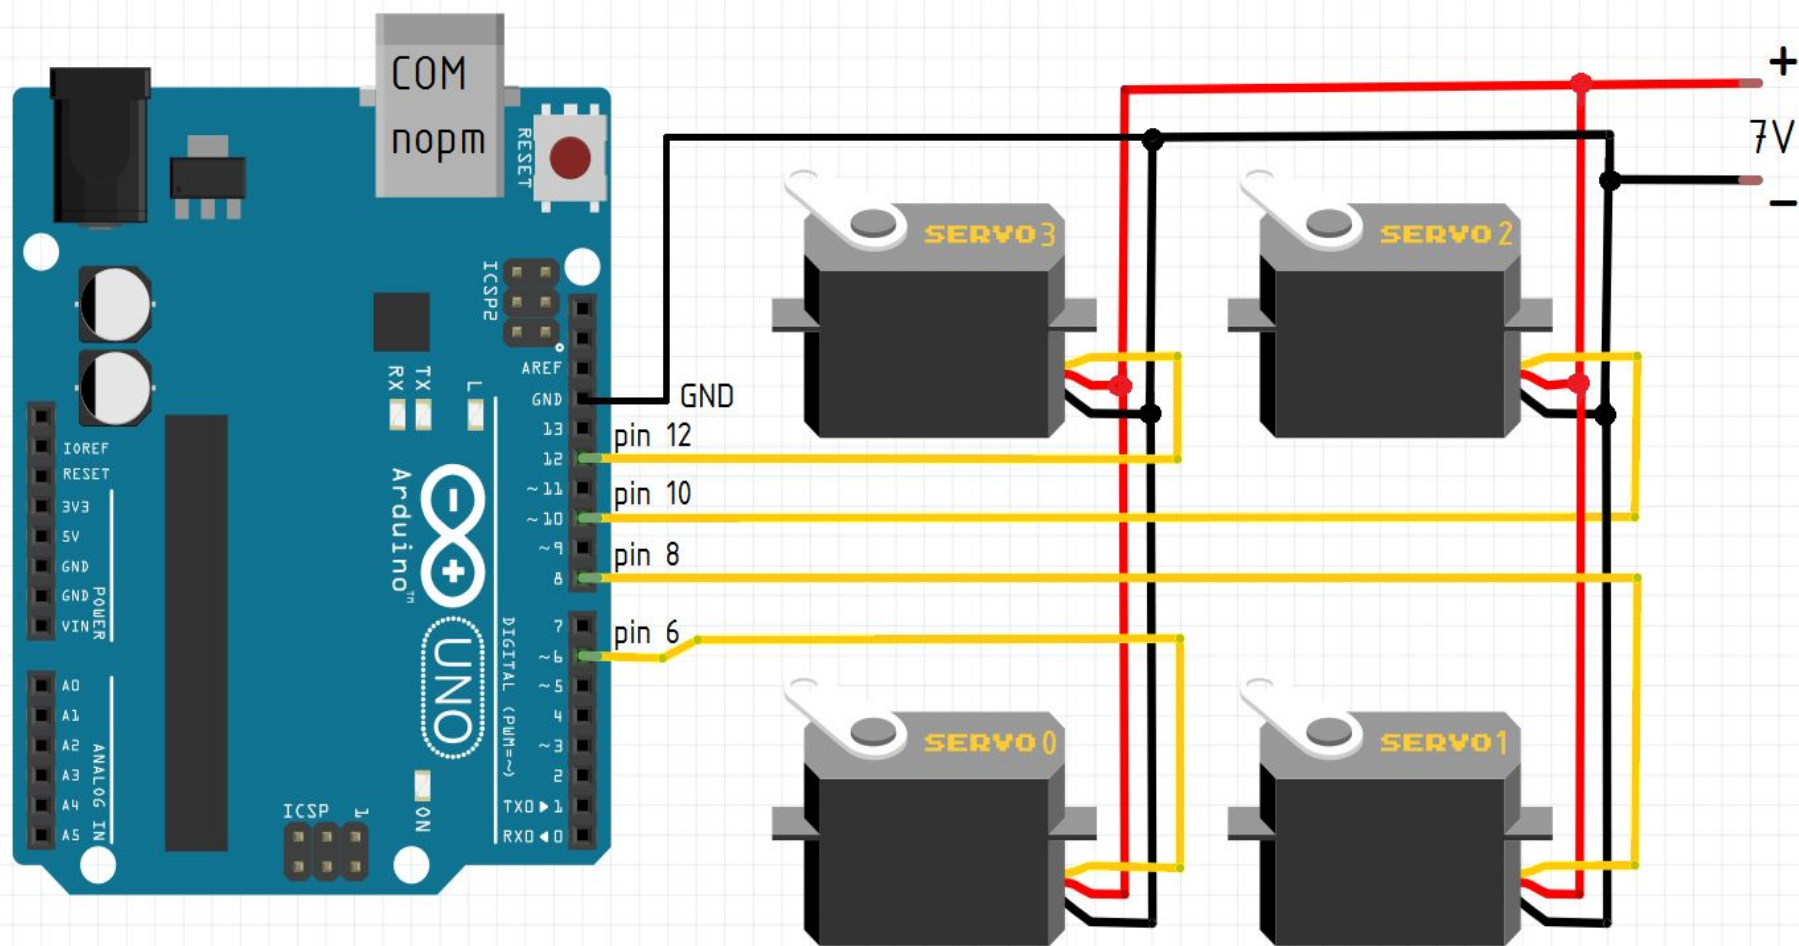 COM
порт
RESET
ICSP2
AREF
GND
13
12
~11
~10
~9
8
7
~6
~5
4
~3
2
TX0►1
RX0◄0
RX
TX
L
Arduino™
UNO
DIGITAL (PWM=~)
ON
ICSP
1
IOREF
RESET
3V3
5V
GND
GND
VIN
POWER
A0
A1
A2
A3
A4
A5
ANALOG IN
GND
pin 12
pin 10
pin 8
pin 6
SERVO 3
SERVO 2
SERVO 0
SERVO 1
+
7V
–